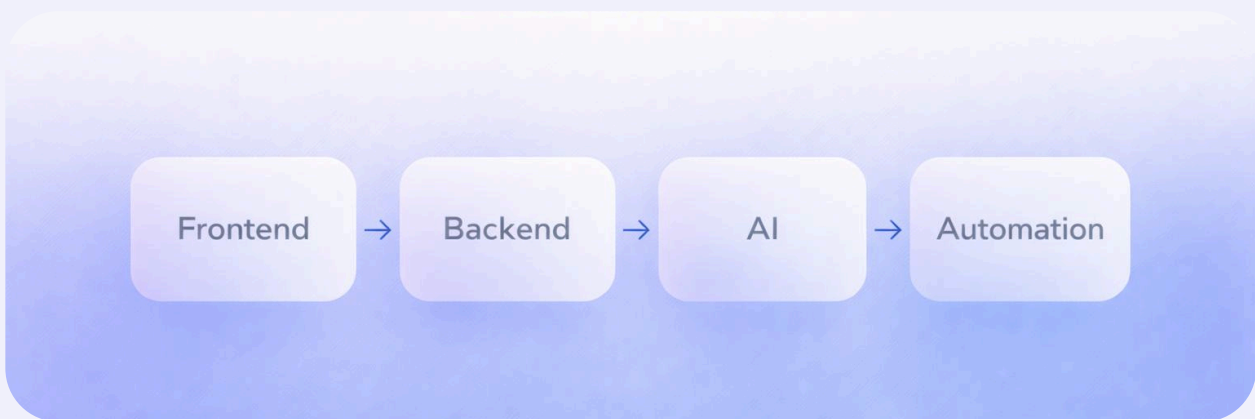 Frontend → Backend → AI → Automation